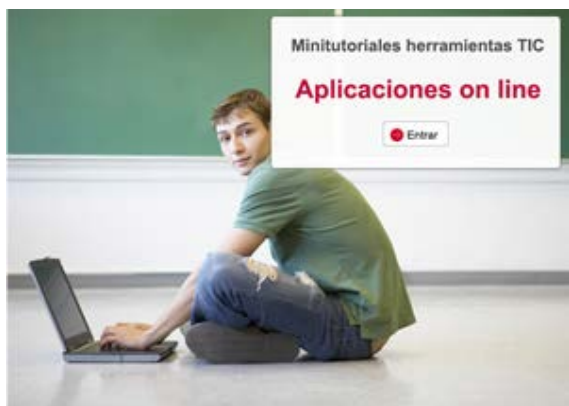 Minitutoriales herramientas TIC
Aplicaciones on line
Entrar